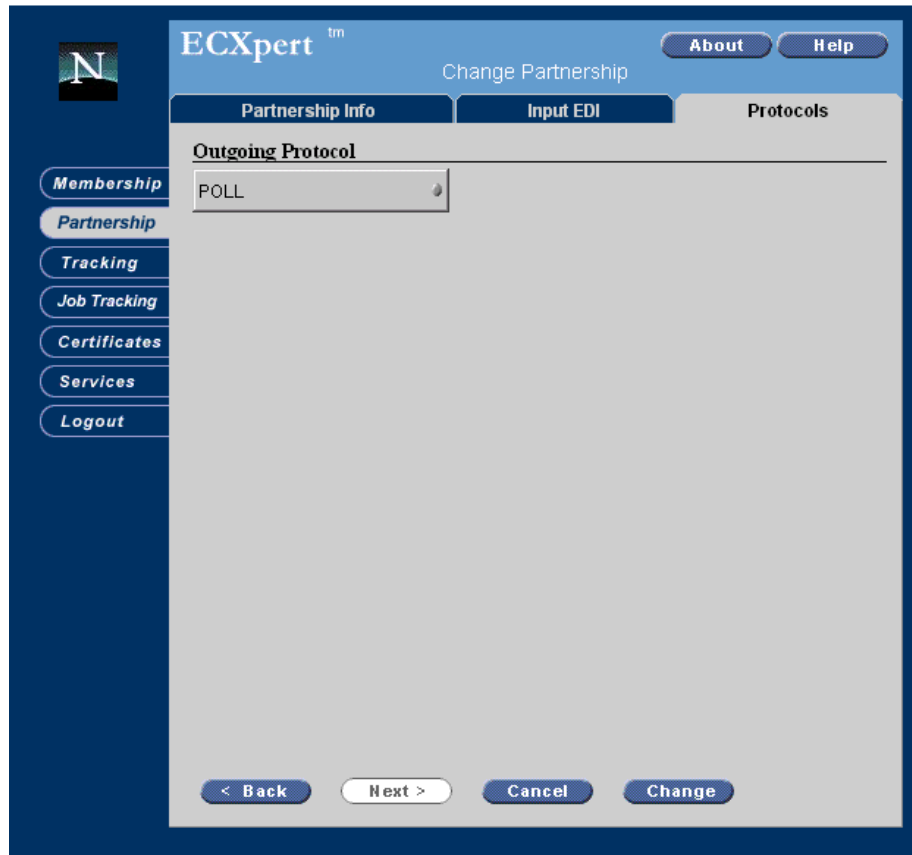 N
ECXpert tm
About Help
Change Partnership
Partnership Info Input EDI Protocols
Outgoing Protocol
POLL
Membership
Partnership
Tracking
Job Tracking
Certificates
Services
Logout
< Back Next > Cancel Change